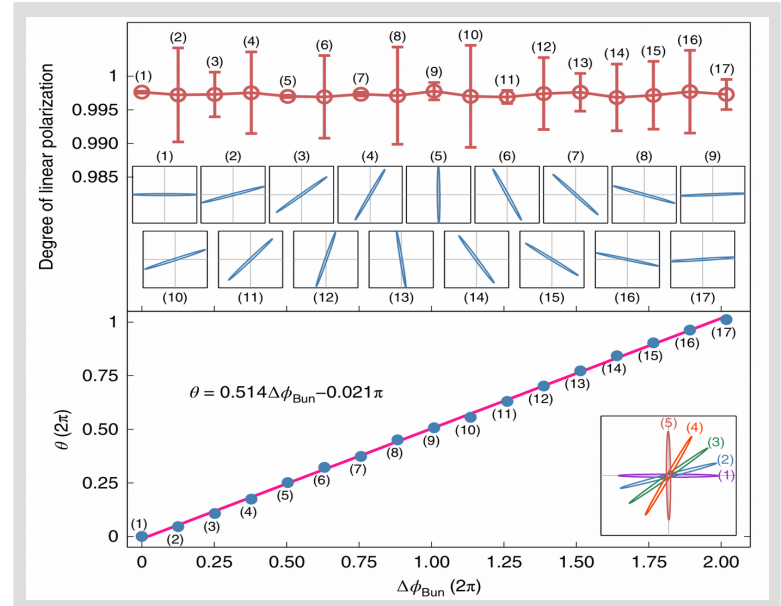 (1) (2) (3) (4) (5) (6) (7) (8) (9) (10) (11) (12) (13) (14) (15) (16) (17)
Degree of linear polarization
1
0.995
0.990
0.985
(1) (2) (3) (4) (5) (6) (7) (8) (9)
(10) (11) (12) (13) (14) (15) (16) (17)
θ (2π)
1
0.75
0.50
0.25
0
θ = 0.514ΔϕBun−0.021π
(1) (2) (3) (4) (5) (6) (7) (8) (9) (10) (11) (12) (13) (14) (15) (16) (17)
(5)
(4)
(3)
(2)
(1)
0 0.25 0.50 0.75 1.00 1.25 1.50 1.75 2.00
ΔϕBun (2π)